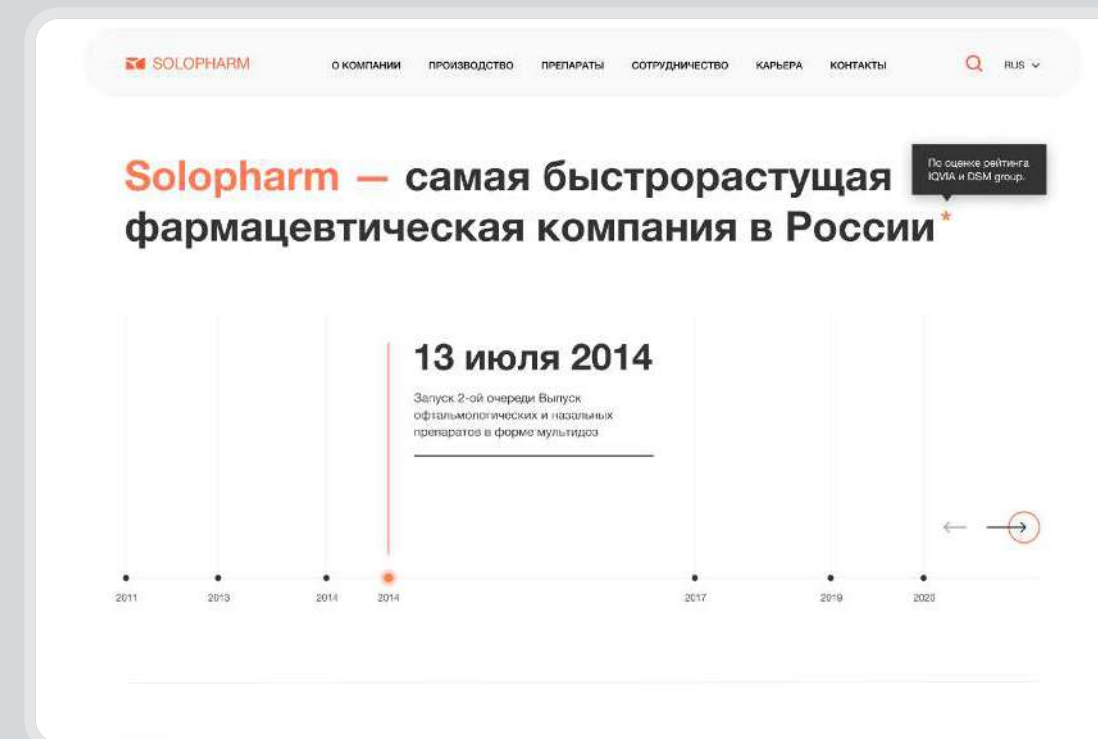 SOLOPHARM
О КОМПАНИИ ПРОИЗВОДСТВО ПРЕПАРАТЫ СОТРУДНИЧЕСТВО КАРЬЕРА КОНТАКТЫ
RUS
По оценке рейтинга
IQVIA и DSM group.
Solopharm — самая быстрорастущая
фармацевтическая компания в России*
13 июля 2014
Запуск 2-ой очереди Выпуск
офтальмологических и назальных
препаратов в форме мультидоз
2011 2013 2014 2014 2017 2019 2020